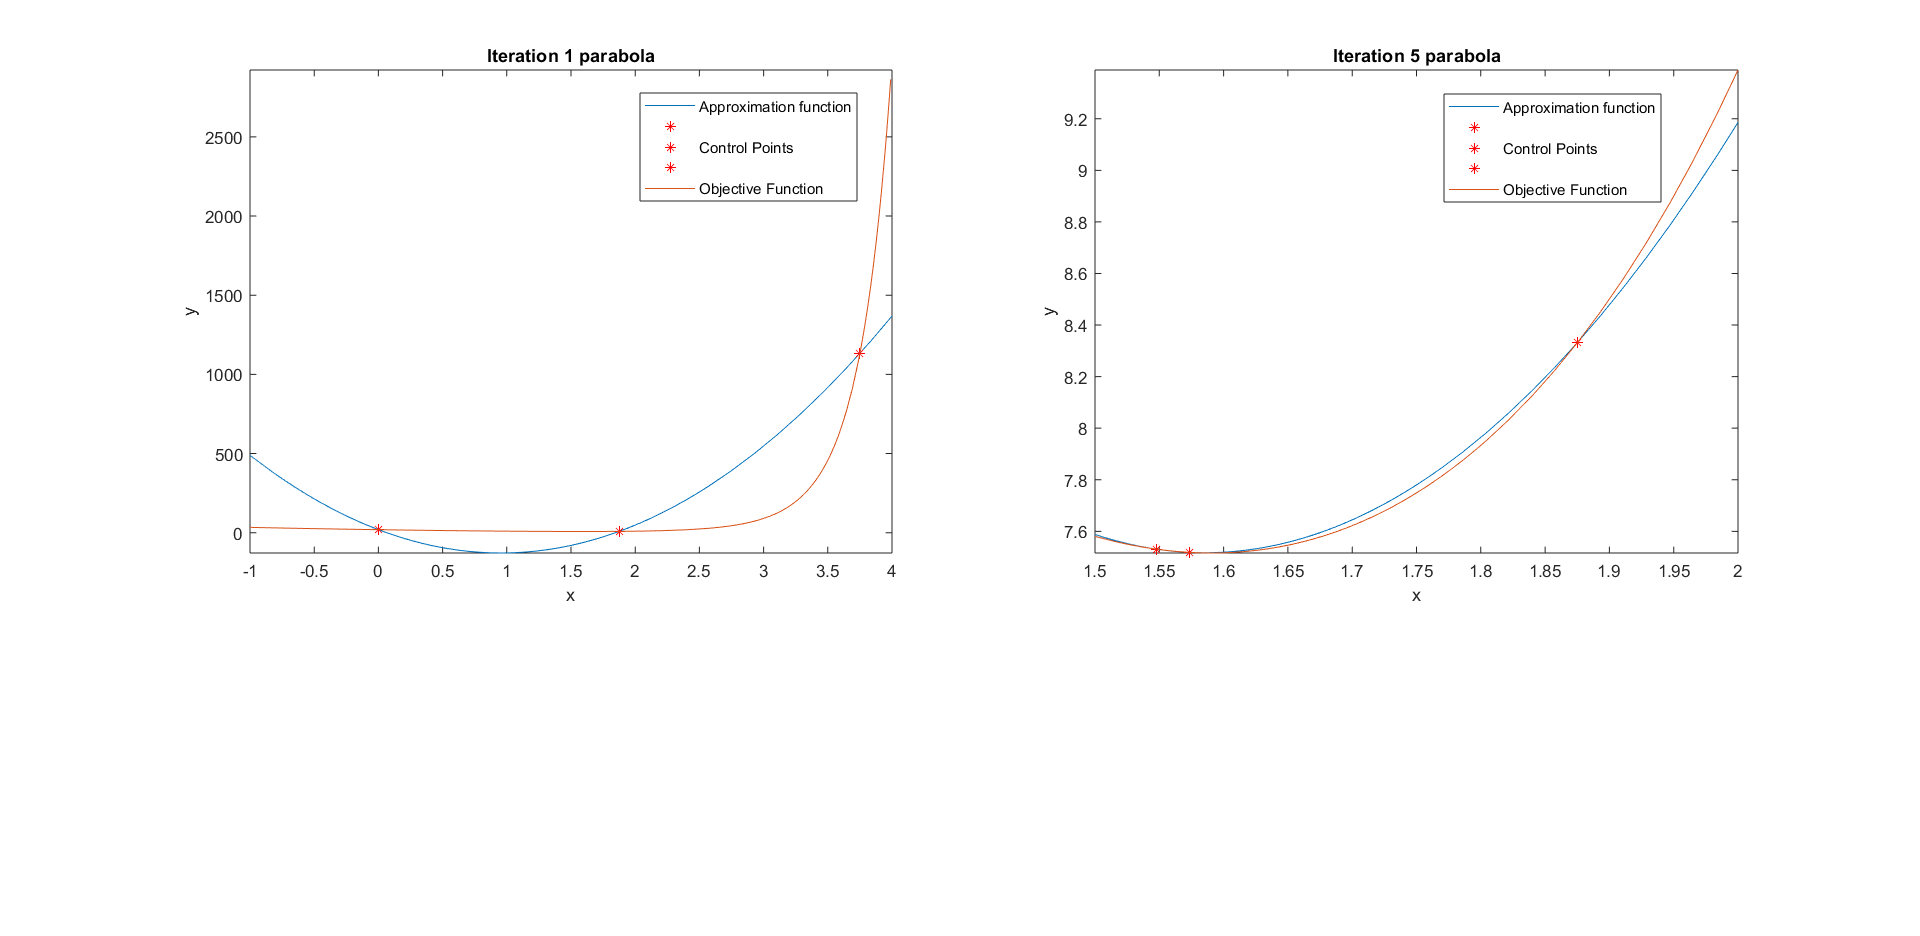 Iteration 1 parabola
Approximation function
Control Points
Objective Function
2500
2000
1500
1000
500
0
y
-1 -0.5 0 0.5 1 1.5 2 2.5 3 3.5 4
x
Iteration 5 parabola
Approximation function
Control Points
Objective Function
9.2
9
8.8
8.6
8.4
8.2
8
7.8
7.6
y
1.5 1.55 1.6 1.65 1.7 1.75 1.8 1.85 1.9 1.95 2
x